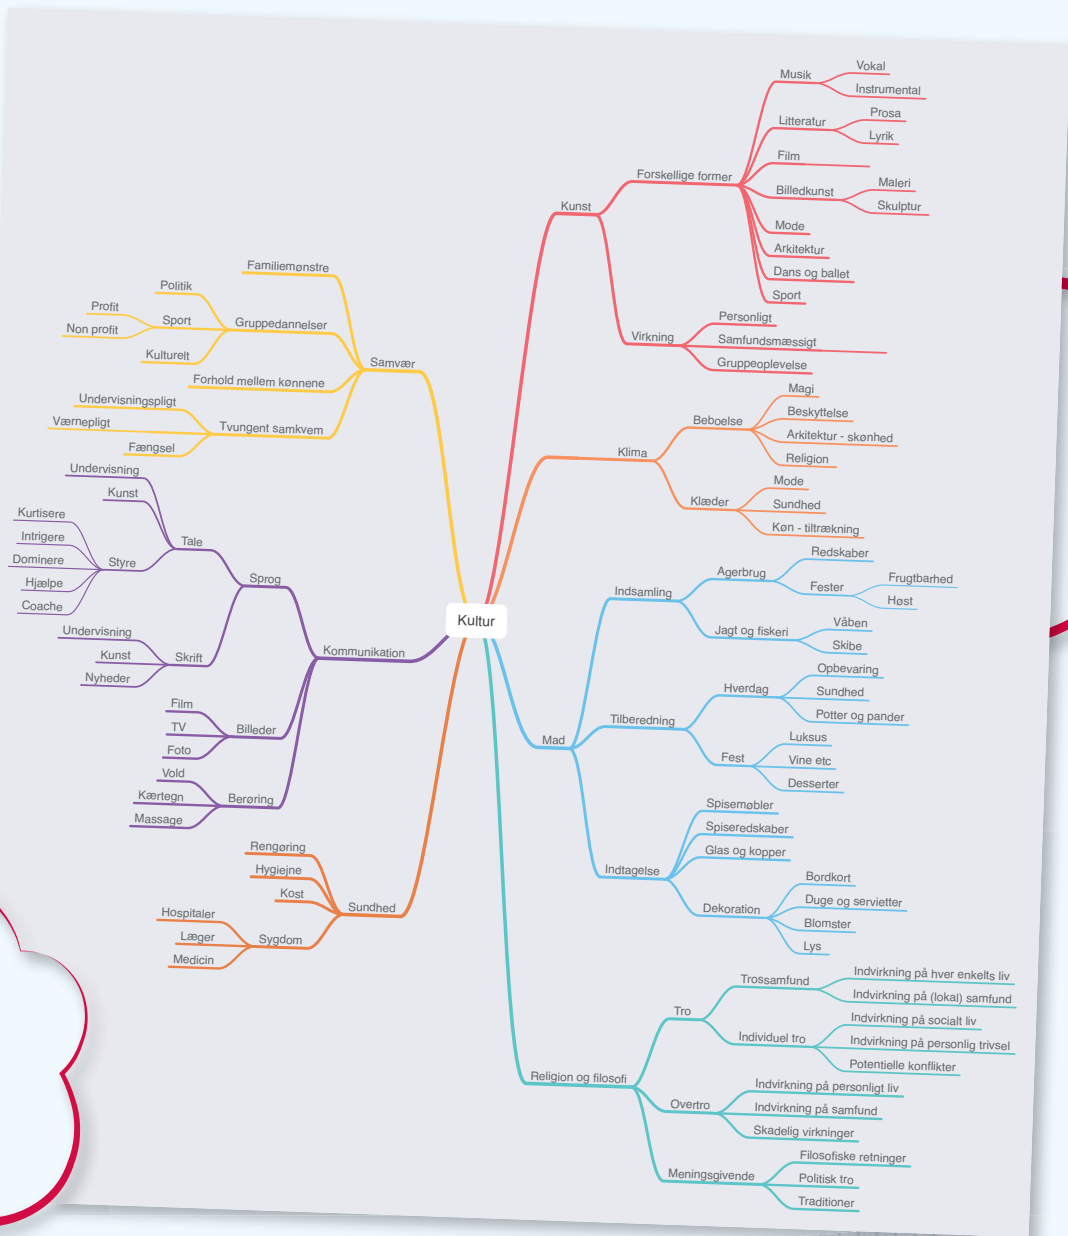 Kultur
Kunst
Forskellige former
Musik
Vokal
Instrumental
Litteratur
Prosa
Lyrik
Film
Billedkunst
Maleri
Skulptur
Mode
Arkitektur
Dans og ballet
Sport
Virkning
Personligt
Samfundsmæssigt
Gruppeoplevelse
Klima
Beboelse
Magi
Beskyttelse
Arkitektur - skønhed
Religion
Klæder
Mode
Sundhed
Køn - tiltrækning
Mad
Indsamling
Agerbrug
Redskaber
Fester
Frugtbarhed
Høst
Jagt og fiskeri
Våben
Skibe
Tilberedning
Hverdag
Opbevaring
Sundhed
Potter og pander
Fest
Luksus
Vine etc
Desserter
Indtagelse
Spisemøbler
Spiseredskaber
Glas og kopper
Dekoration
Bordkort
Duge og servietter
Blomster
Lys
Religion og filosofi
Tro
Trossamfund
Indvirkning på hver enkelts liv
Indvirkning på (lokal) samfund
Individuel tro
Indvirkning på socialt liv
Indvirkning på personlig trivsel
Potentielle konflikter
Overtro
Indvirkning på personligt liv
Indvirkning på samfund
Skadelig virkninger
Meningsgivende
Filosofiske retninger
Politisk tro
Traditioner
Samvær
Familiemønstre
Gruppedannelser
Politik
Sport
Profit
Non profit
Kulturelt
Forhold mellem kønnene
Tvungent samkvem
Undervisningspligt
Værnepligt
Fængsel
Kommunikation
Sprog
Tale
Undervisning
Kunst
Styre
Kurtisere
Intrigere
Dominere
Hjælpe
Coache
Skrift
Undervisning
Kunst
Nyheder
Billeder
Film
TV
Foto
Berøring
Vold
Kærtegn
Massage
Sundhed
Rengøring
Hygiejne
Kost
Sygdom
Hospitaler
Læger
Medicin